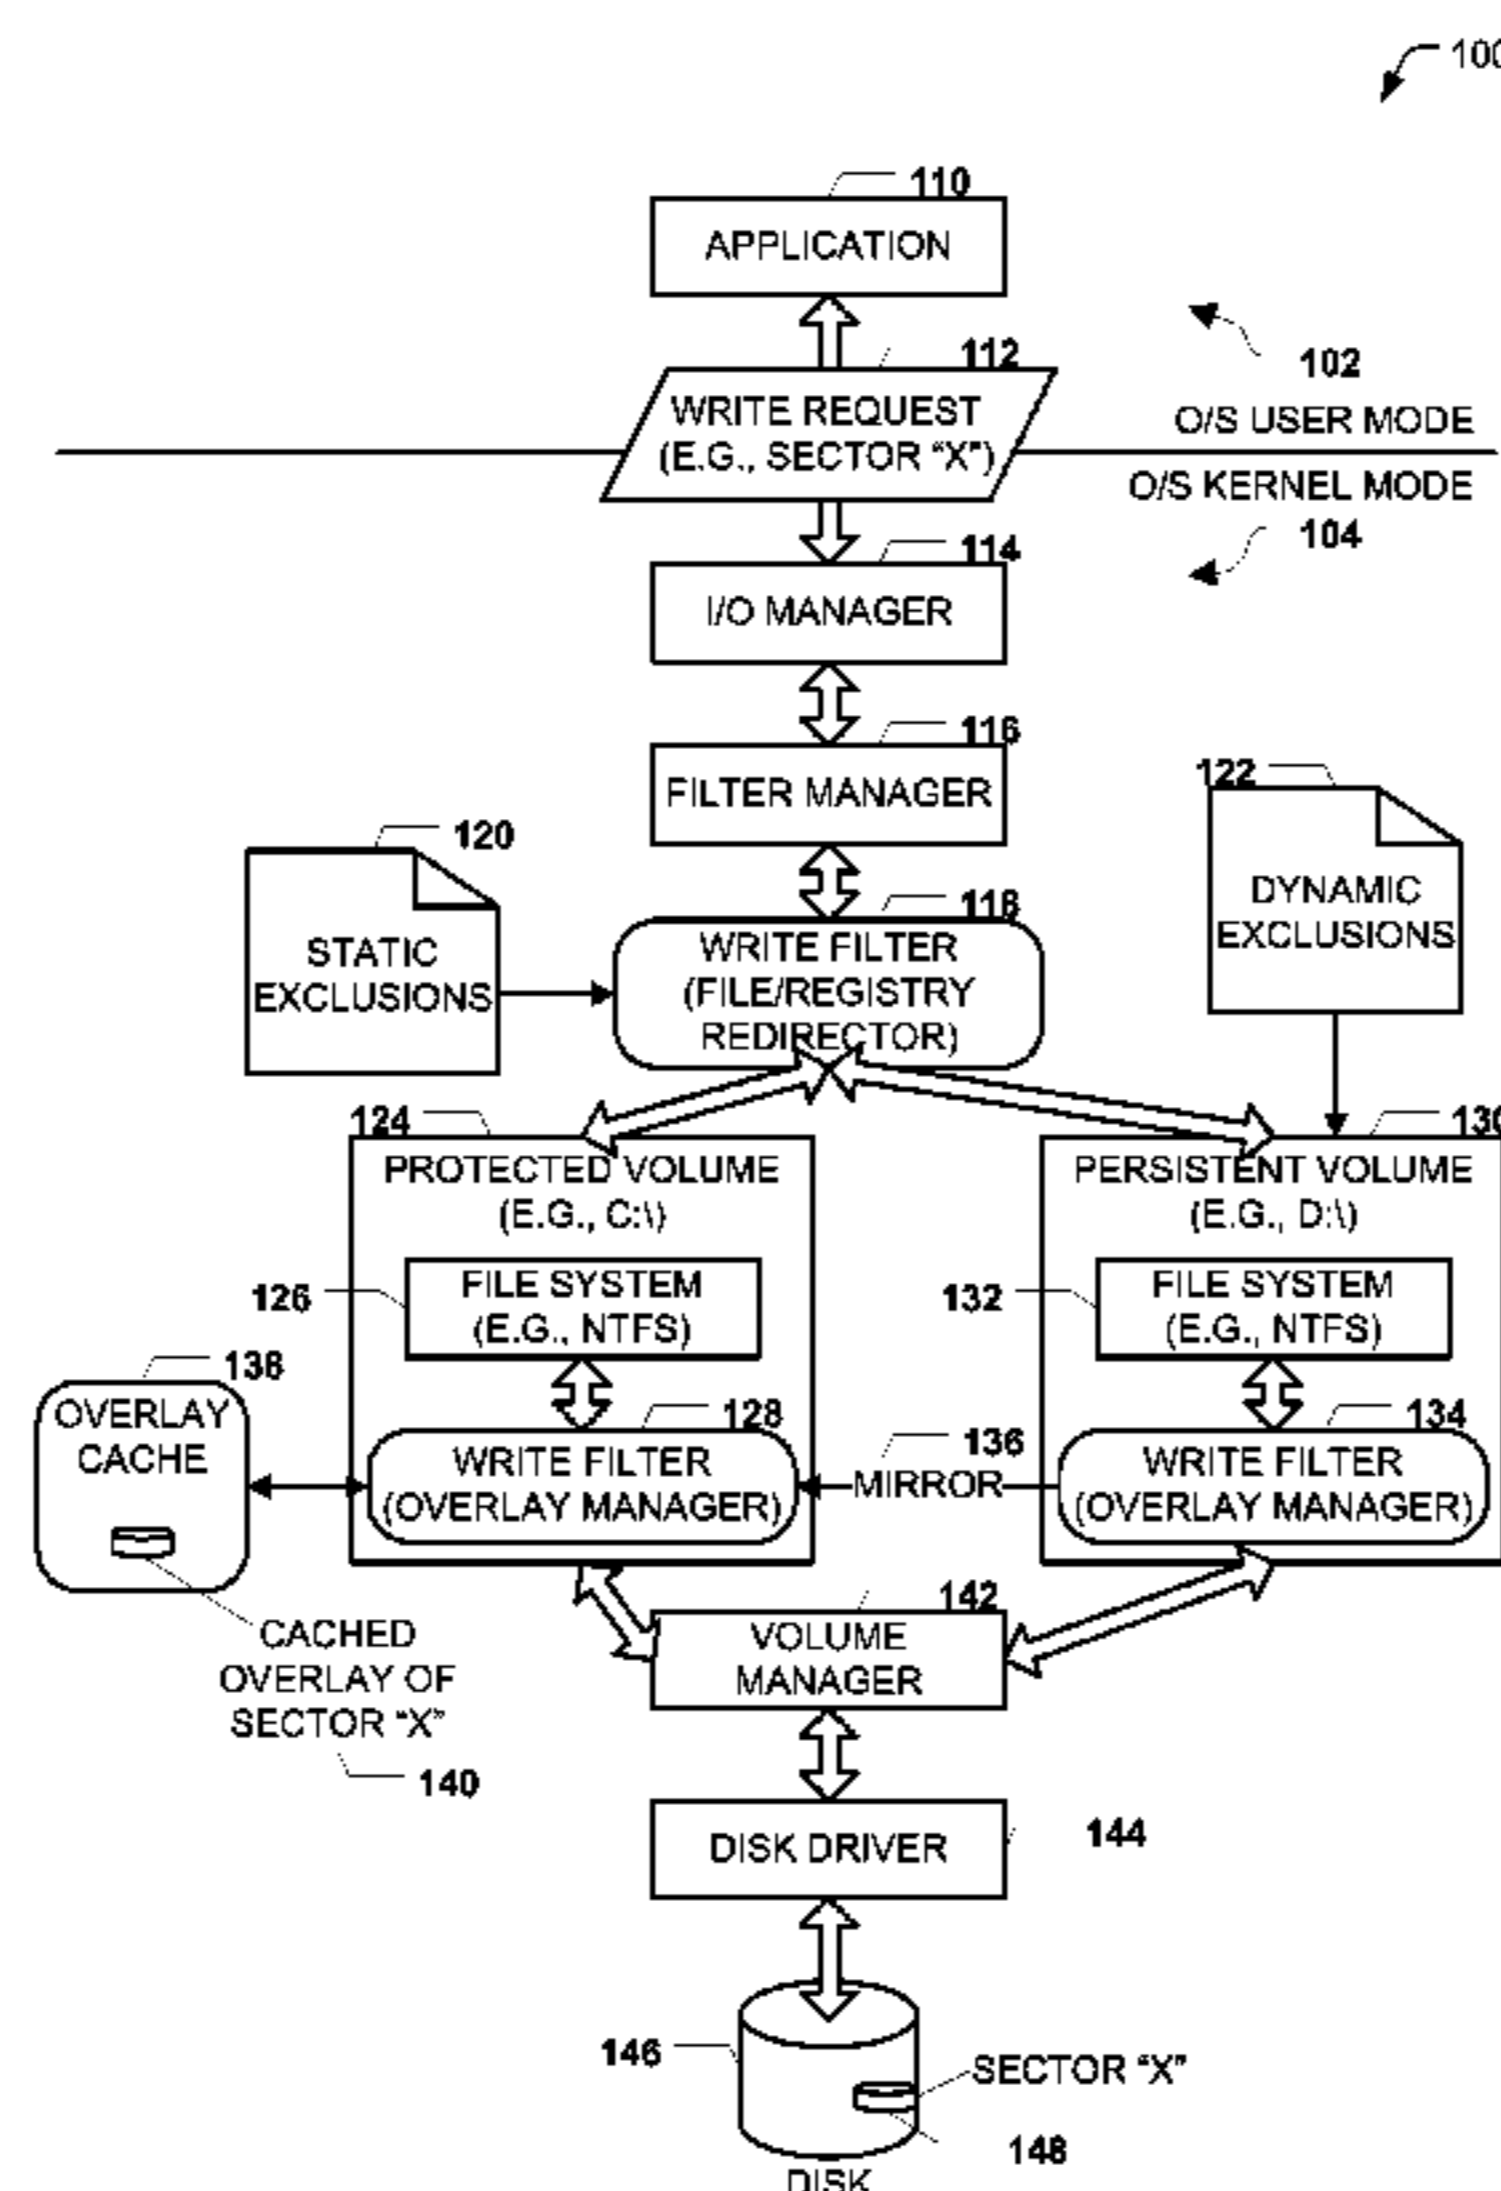 100
110
APPLICATION
112
WRITE REQUEST
(E.G., SECTOR “X”)
102
O/S USER MODE
O/S KERNEL MODE
104
114
I/O MANAGER
116
FILTER MANAGER
122
DYNAMIC
EXCLUSIONS
120
STATIC
EXCLUSIONS
118
WRITE FILTER
(FILE/REGISTRY
REDIRECTOR)
124
PROTECTED VOLUME
(E.G., C:\)
126
FILE SYSTEM
(E.G., NTFS)
128
WRITE FILTER
(OVERLAY MANAGER)
130
PERSISTENT VOLUME
(E.G., D:\)
132
FILE SYSTEM
(E.G., NTFS)
134
WRITE FILTER
(OVERLAY MANAGER)
136
MIRROR
138
OVERLAY
CACHE
CACHED
OVERLAY OF
SECTOR “X”
140
142
VOLUME
MANAGER
DISK DRIVER
144
146
SECTOR “X”
148
DISK